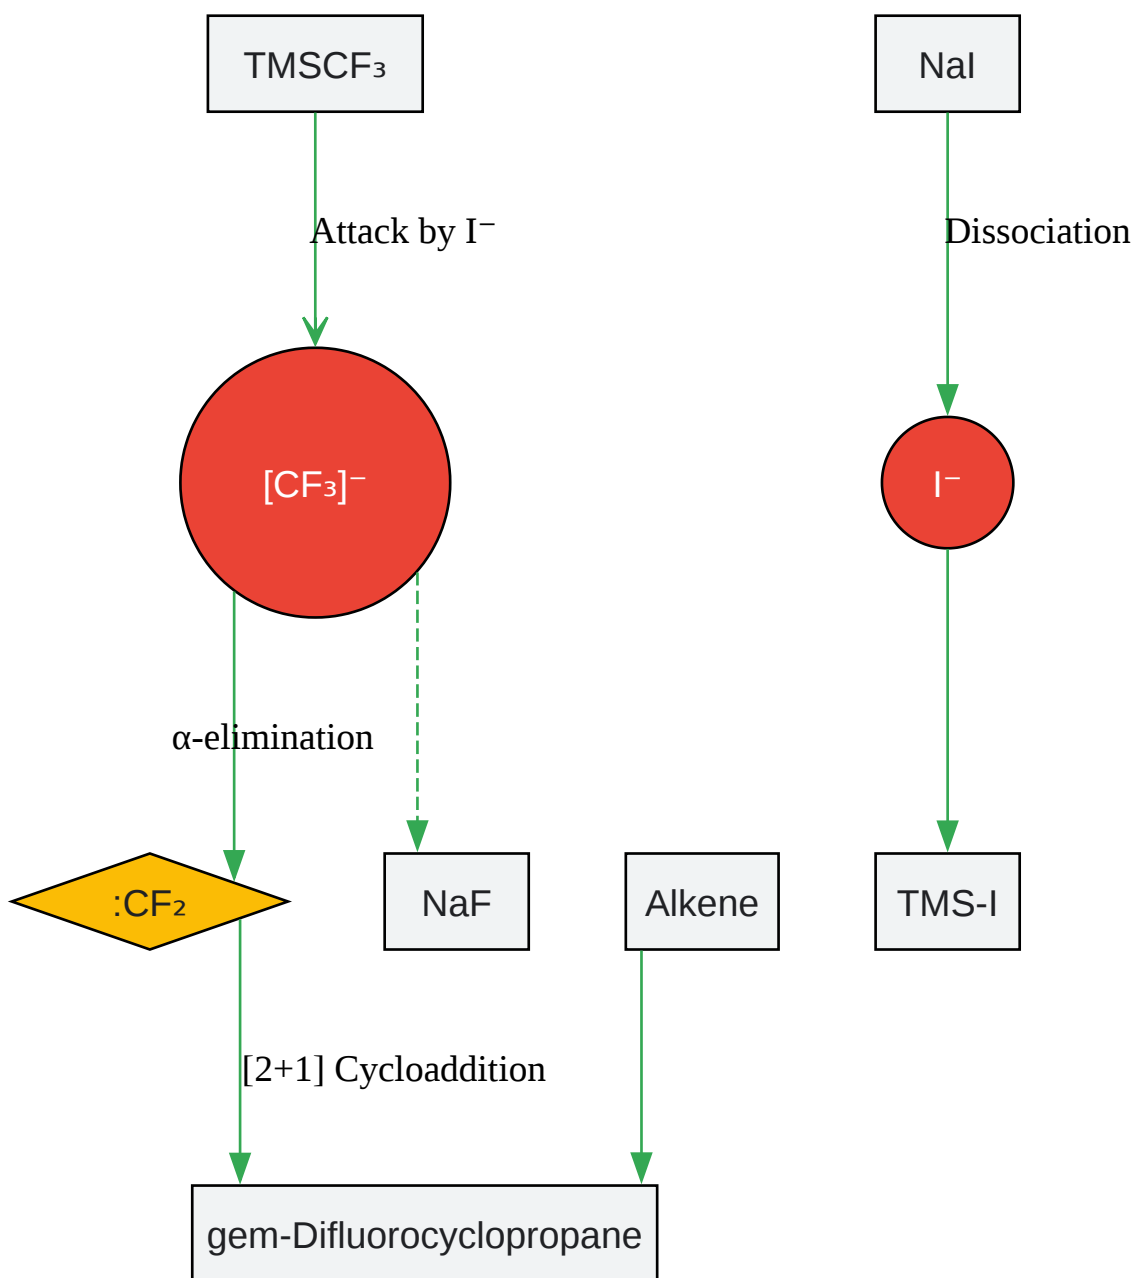 TMSCF₃
NaI
Attack by I⁻
Dissociation
[CF₃]⁻
I⁻
α-elimination
:CF₂
NaF
Alkene
TMS-I
[2+1] Cycloaddition
gem-Difluorocyclopropane